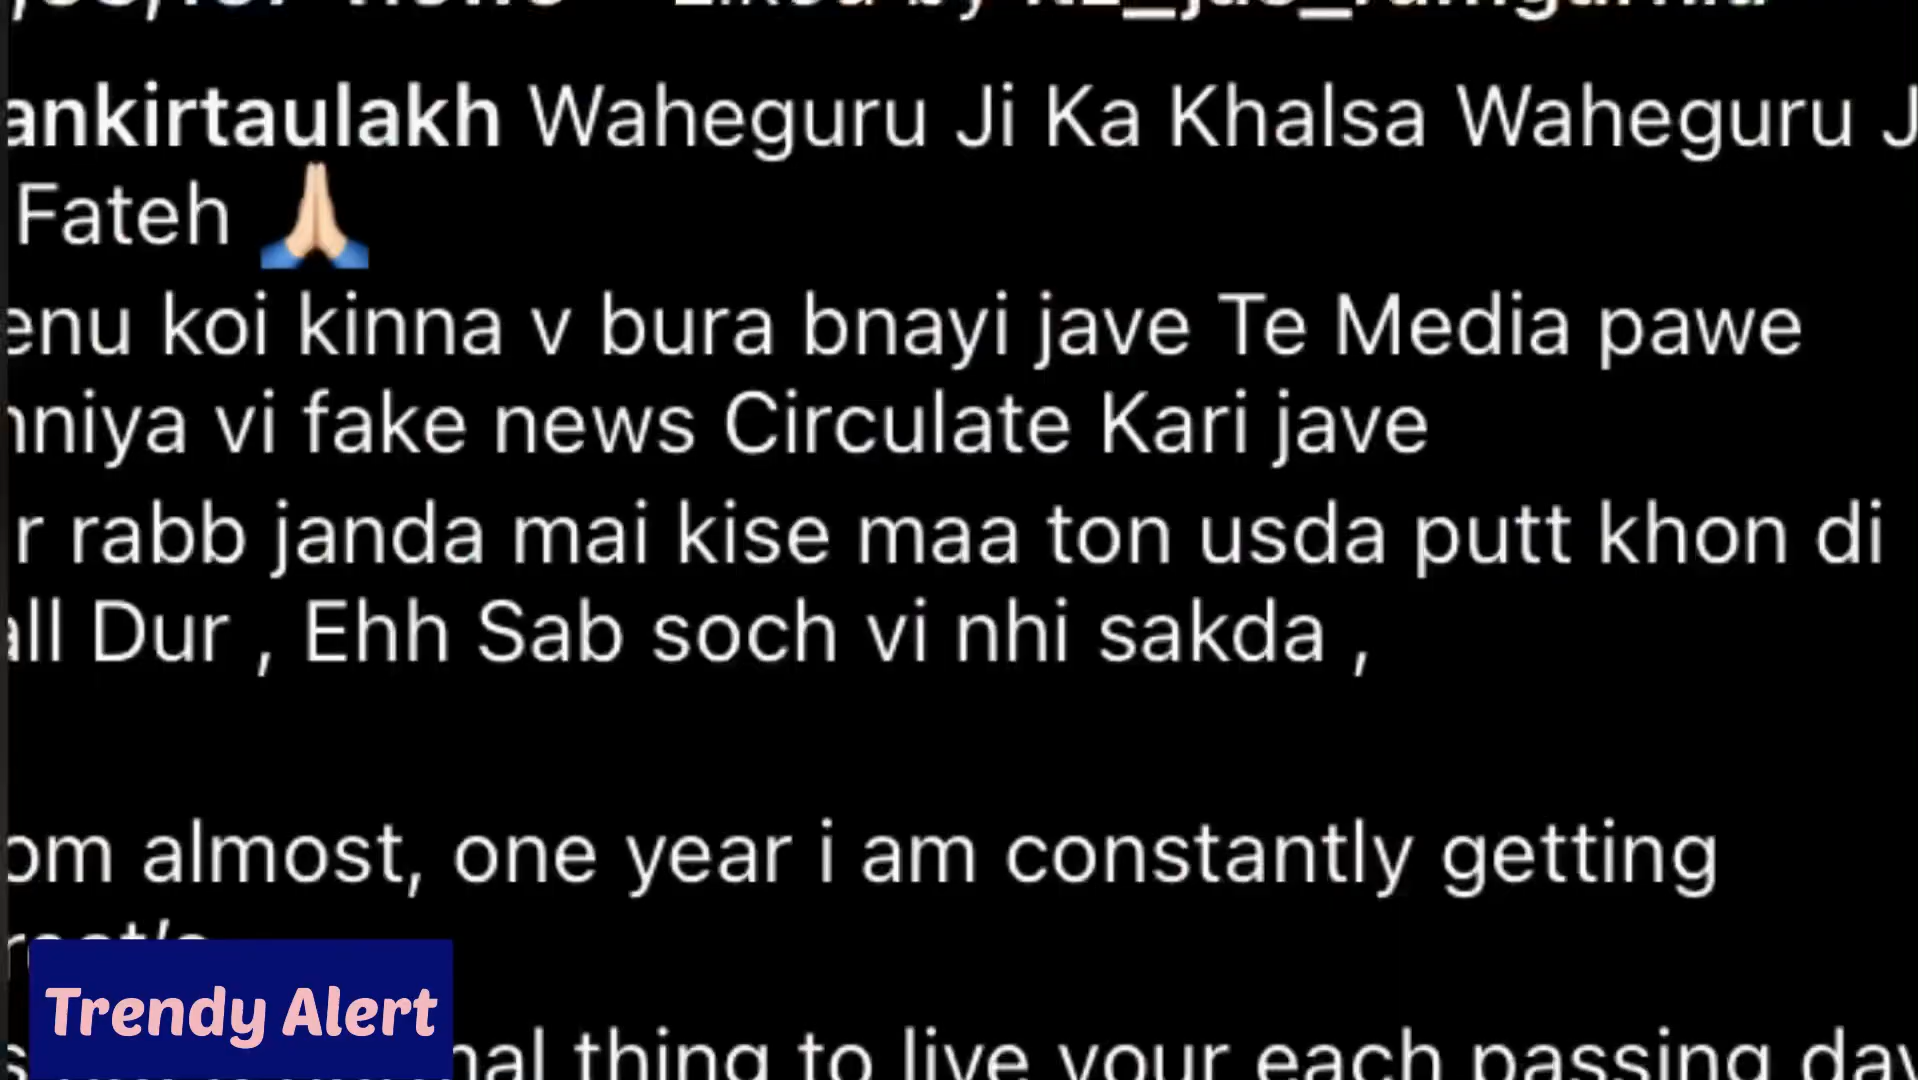 Liked by
ankirtaulakh Waheguru Ji Ka Khalsa Waheguru J
Fateh 🙏🏻
enu koi kinna v bura bnayi jave Te Media pawe
nniya vi fake news Circulate Kari jave
r rabb janda mai kise maa ton usda putt khon di
all Dur , Ehh Sab soch vi nhi sakda ,
om almost, one year i am constantly getting
Trendy Alert
nal thing to live your each passing day